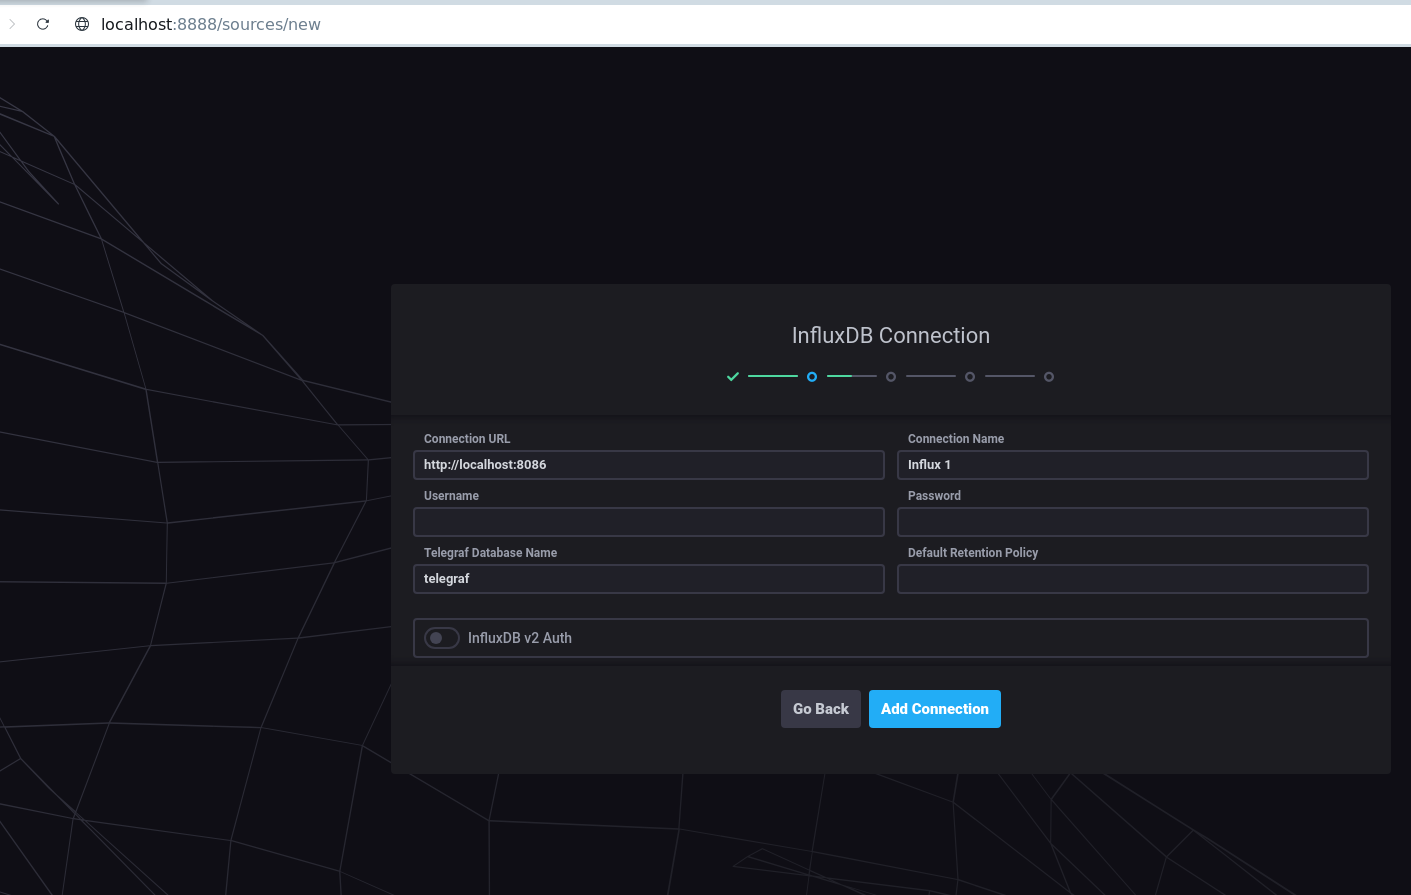 localhost:8888/sources/new
InfluxDB Connection
Connection URL
http://localhost:8086
Connection Name
Influx 1
Username
Password
Telegraf Database Name
telegraf
Default Retention Policy
InfluxDB v2 Auth
Go Back
Add Connection